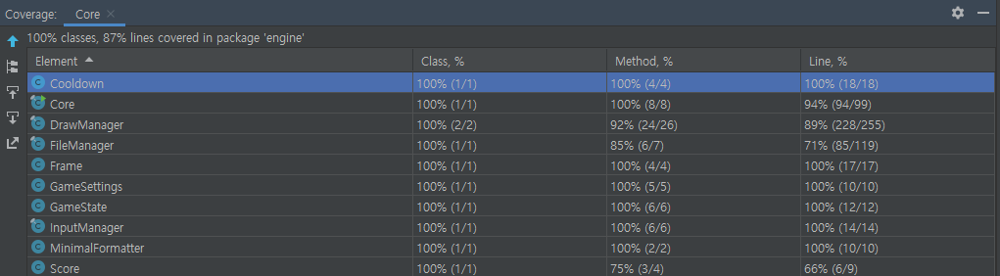 Coverage: Core
100% classes, 87% lines covered in package 'engine'
Element Class, % Method, % Line, %
Cooldown 100% (1/1) 100% (4/4) 100% (18/18)
Core 100% (1/1) 100% (8/8) 94% (94/99)
DrawManager 100% (2/2) 92% (24/26) 89% (228/255)
FileManager 100% (1/1) 85% (6/7) 71% (85/119)
Frame 100% (1/1) 100% (4/4) 100% (17/17)
GameSettings 100% (1/1) 100% (5/5) 100% (10/10)
GameState 100% (1/1) 100% (6/6) 100% (12/12)
InputManager 100% (1/1) 100% (6/6) 100% (14/14)
MinimalFormatter 100% (1/1) 100% (2/2) 100% (10/10)
Score 100% (1/1) 75% (3/4) 66% (6/9)